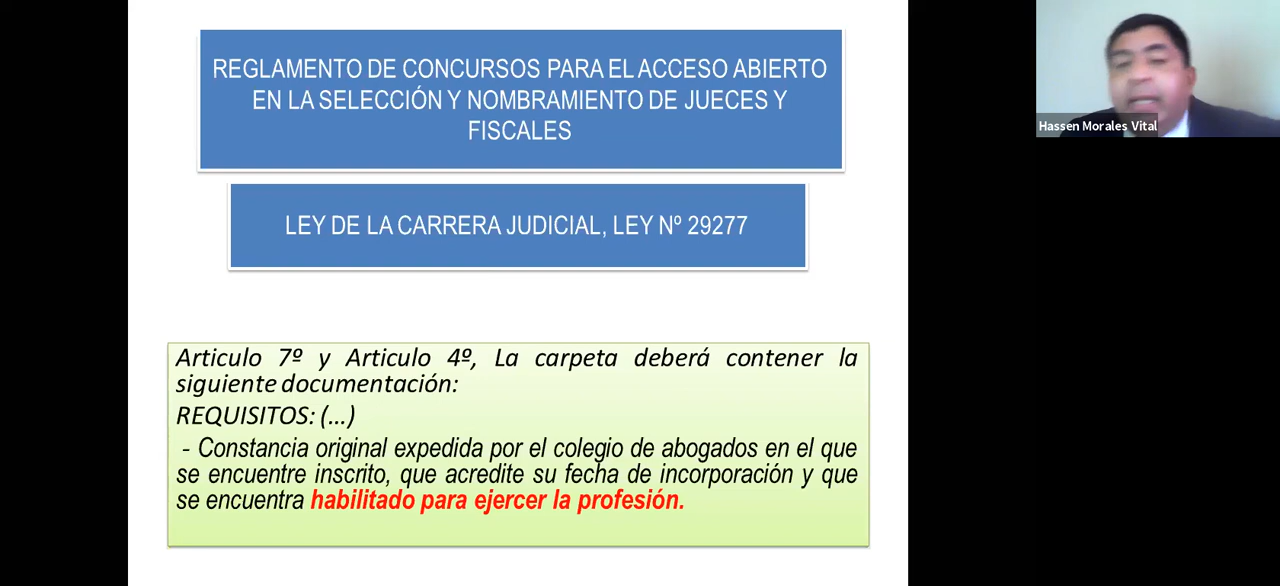 REGLAMENTO DE CONCURSOS PARA EL ACCESO ABIERTO
EN LA SELECCIÓN Y NOMBRAMIENTO DE JUECES Y
FISCALES
LEY DE LA CARRERA JUDICIAL, LEY Nº 29277
Articulo 7º y Articulo 4º, La carpeta deberá contener la
siguiente documentación:
REQUISITOS: (...)
- Constancia original expedida por el colegio de abogados en el que
se encuentre inscrito, que acredite su fecha de incorporación y que
se encuentra habilitado para ejercer la profesión.
Hassen Morales Vital